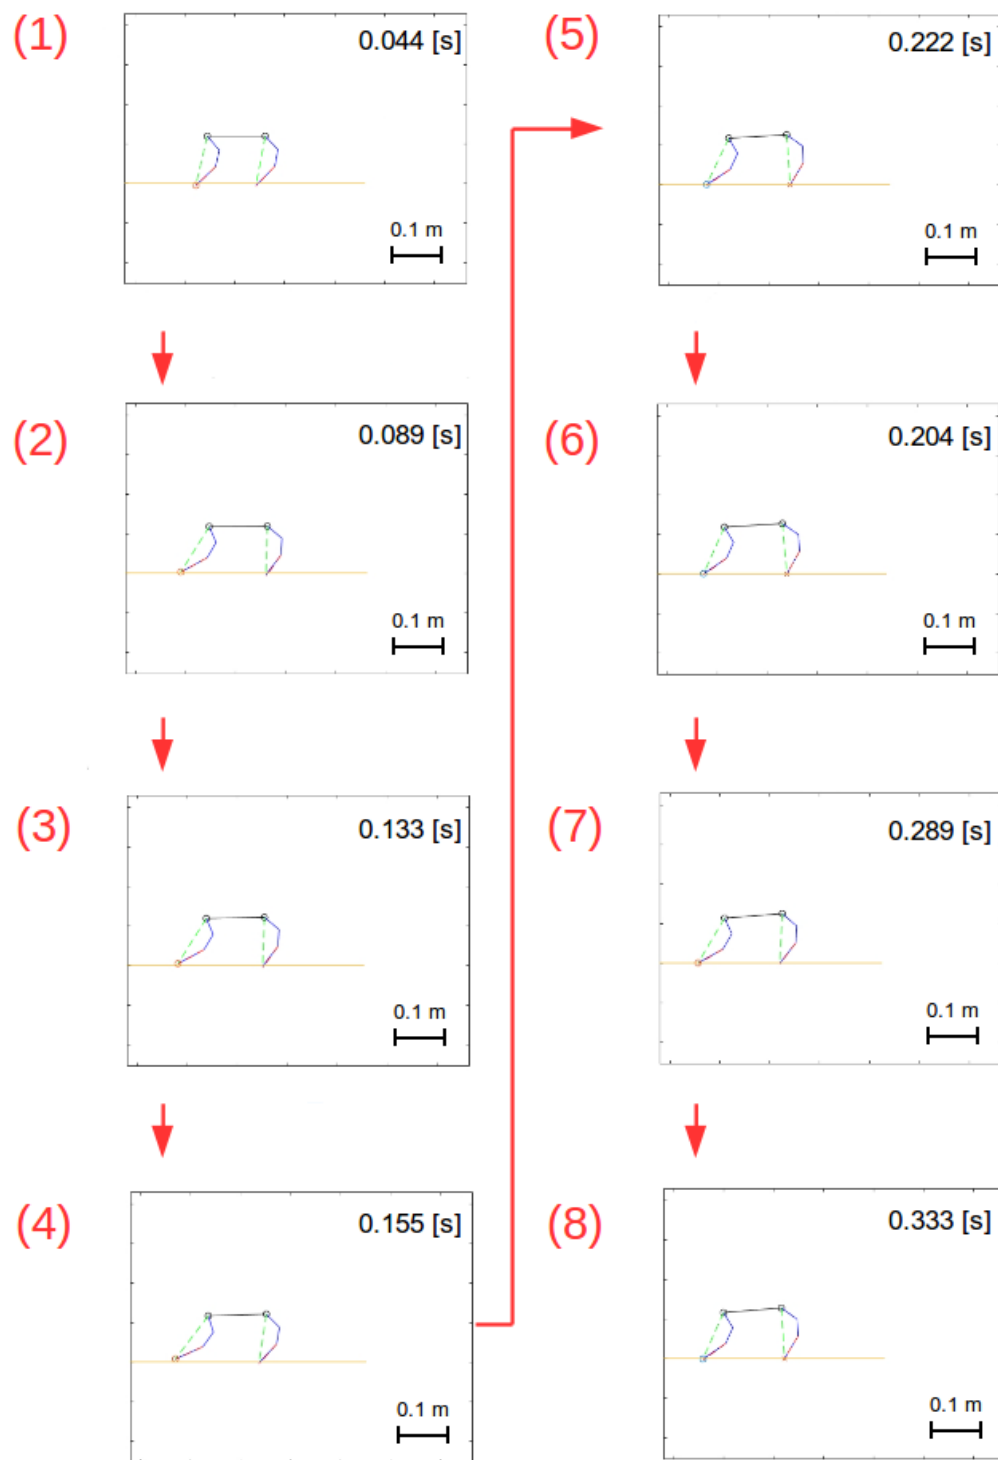 (1)
0.044 [s]
0.1 m
(2)
0.089 [s]
0.1 m
(3)
0.133 [s]
0.1 m
(4)
0.155 [s]
0.1 m
(5)
0.222 [s]
0.1 m
(6)
0.204 [s]
0.1 m
(7)
0.289 [s]
0.1 m
(8)
0.333 [s]
0.1 m